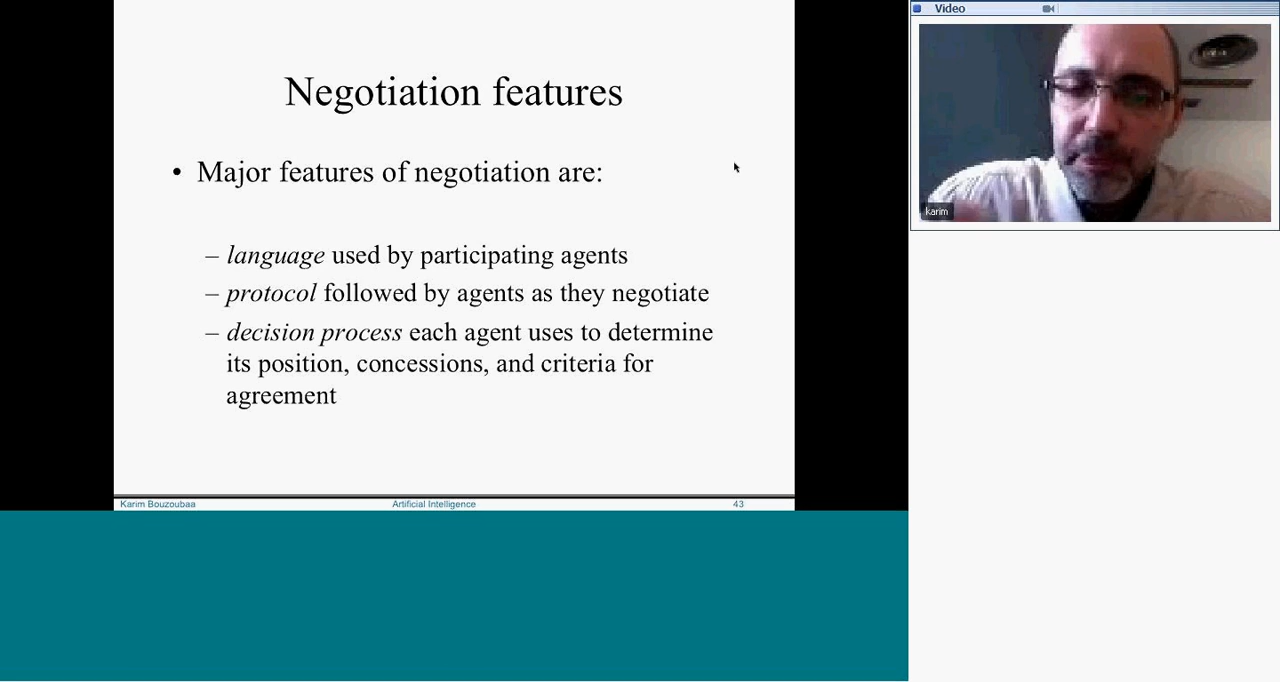 Negotiation features
• Major features of negotiation are:
– language used by participating agents
– protocol followed by agents as they negotiate
– decision process each agent uses to determine
its position, concessions, and criteria for
agreement
Karim Bouzoubaa Artificial Intelligence 43
Video
karim